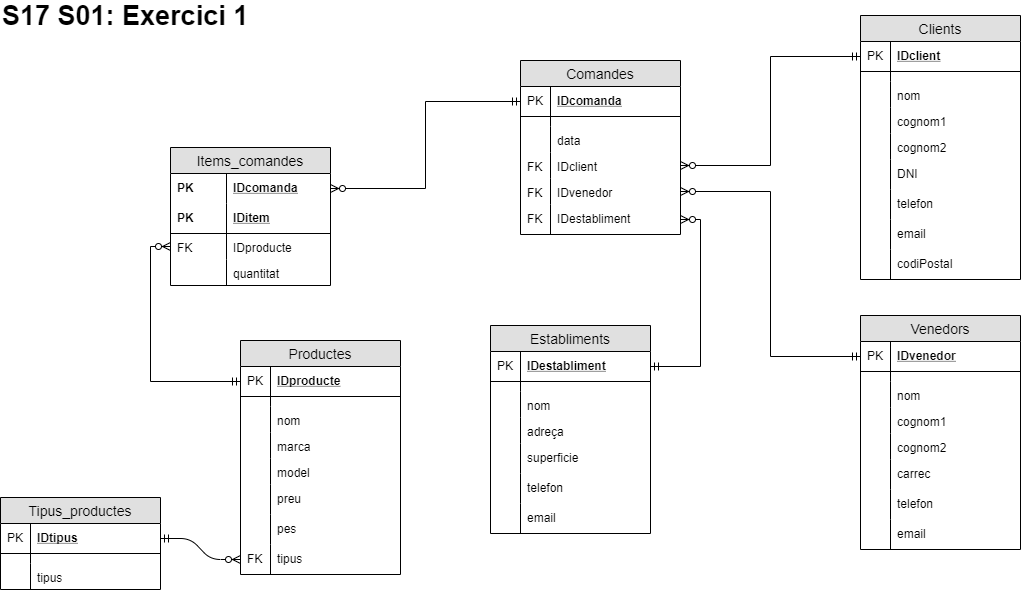 S17 S01: Exercici 1
Clients
PK IDclient
nom
cognom1
cognom2
DNI
telefon
email
codiPostal
Comandes
PK IDcomanda
data
FK IDclient
FK IDvenedor
FK IDestabliment
Items_comandes
PK IDcomanda
PK IDitem
FK IDproducte
quantitat
Venedors
PK IDvenedor
nom
cognom1
cognom2
carrec
telefon
email
Establiments
PK IDestabliment
nom
adreça
superficie
telefon
email
Productes
PK IDproducte
nom
marca
model
preu
pes
FK tipus
Tipus_productes
PK IDtipus
tipus